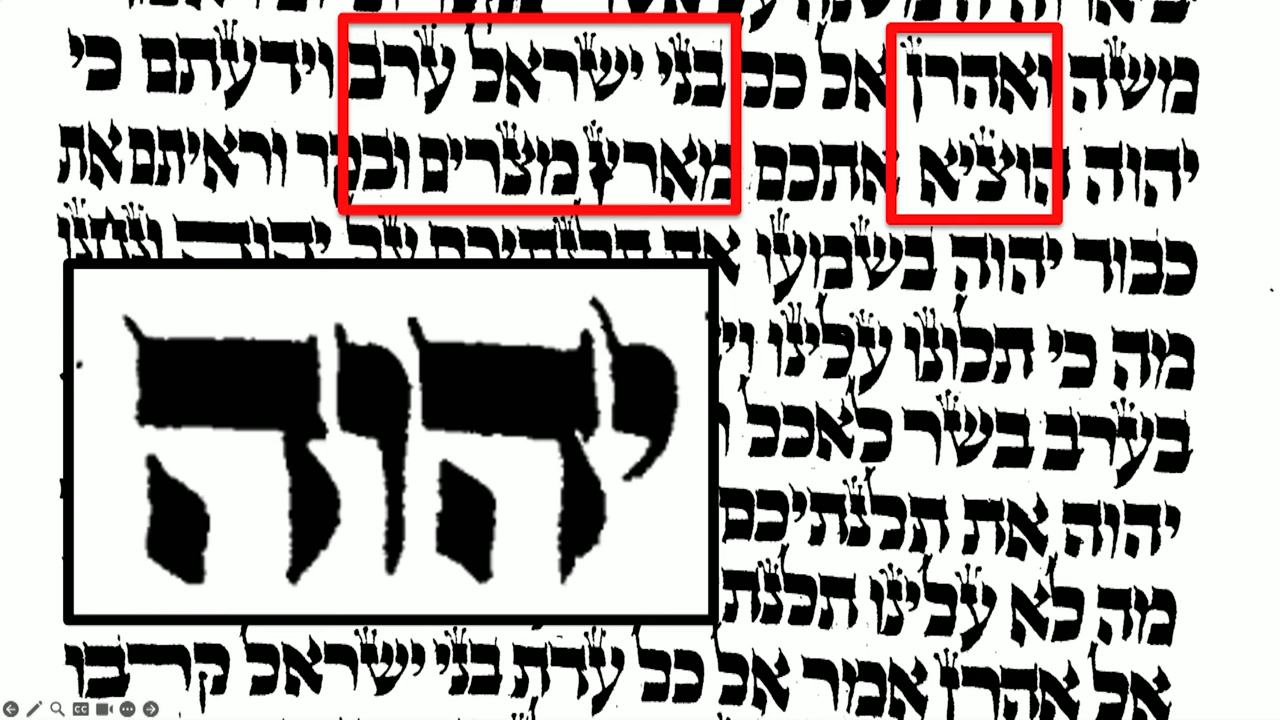 משה ואהרן אל כל בני ישראל ערב וידעתם כי
יהוה הוציא אתכם מארץ מצרים ובקר וראיתם את
כבוד יהוה בשמעו את
מה כי תלונו עלינו
בערב בשר לאכל
יהוה את תלנתיכם
מה לא עלינו
אל אהרן אמר אל כל עדת בני ישראל קרבו
יהוה